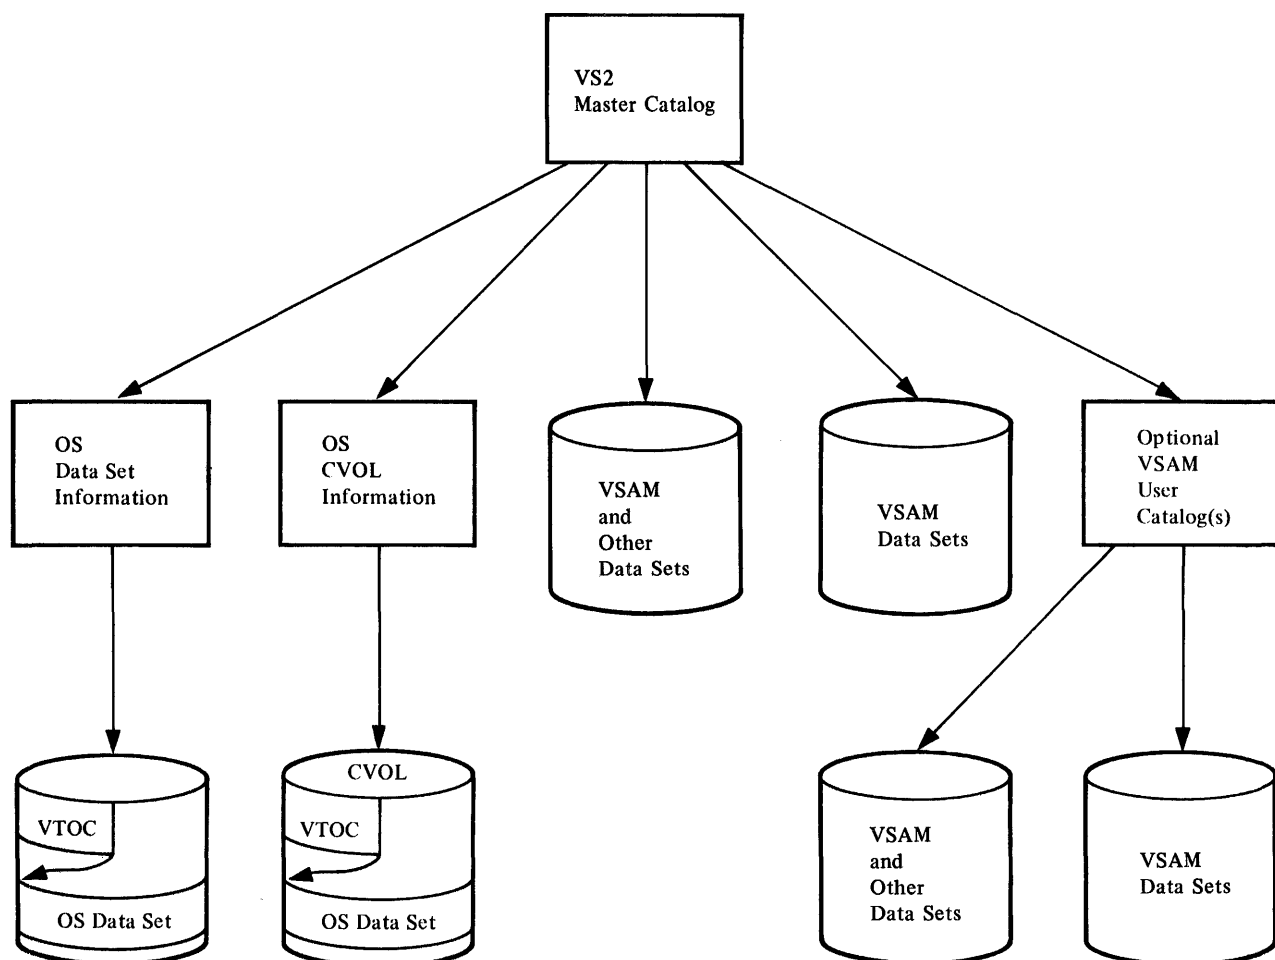 VS2
Master Catalog
OS
Data Set
Information
OS
CVOL
Information
VSAM
and
Other
Data Sets
VSAM
Data Sets
Optional
VSAM
User
Catalog(s)
VTOC
OS Data Set
CVOL
VTOC
OS Data Set
VSAM
and
Other
Data Sets
VSAM
Data Sets